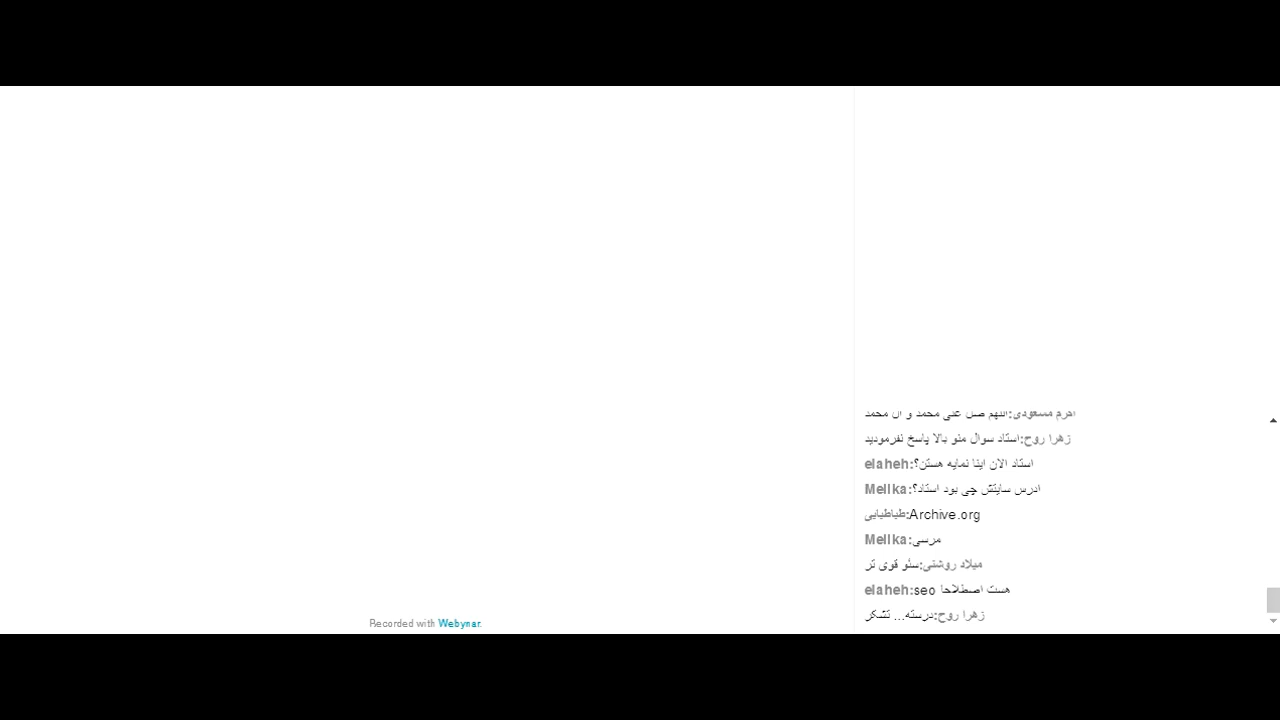 اکرم مسعودی:اللهم صل علی محمد و آل محمد
زهرا روح:استاد سوال منو بالا پاسخ نفرمودید
elaheh:استاد الان اینا نمایه هستن؟
Melika:ادرس سایتش چی بود استاد؟
طباطبایی:Archive.org
Melika:مرسی
میلاد روشنی:سئو قوی تر
elaheh:seo هست اصطلاحا
زهرا روح:درسته... تشکر
Recorded with Webynar.